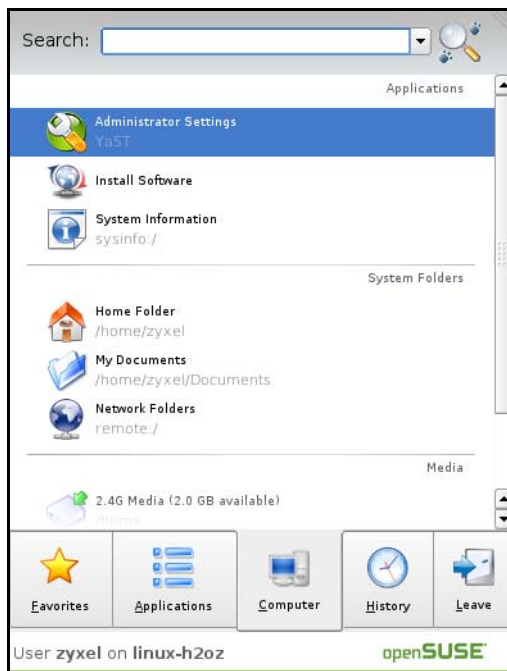 Search:
Applications
Administrator Settings
YaST
Install Software
System Information
sysinfo:/
System Folders
Home Folder
/home/zyxel
My Documents
/home/zyxel/Documents
Network Folders
remote:/
Media
2.4G Media (2.0 GB available)
/home
Favorites
Applications
Computer
History
Leave
User zyxel on linux-h2oz
openSUSE